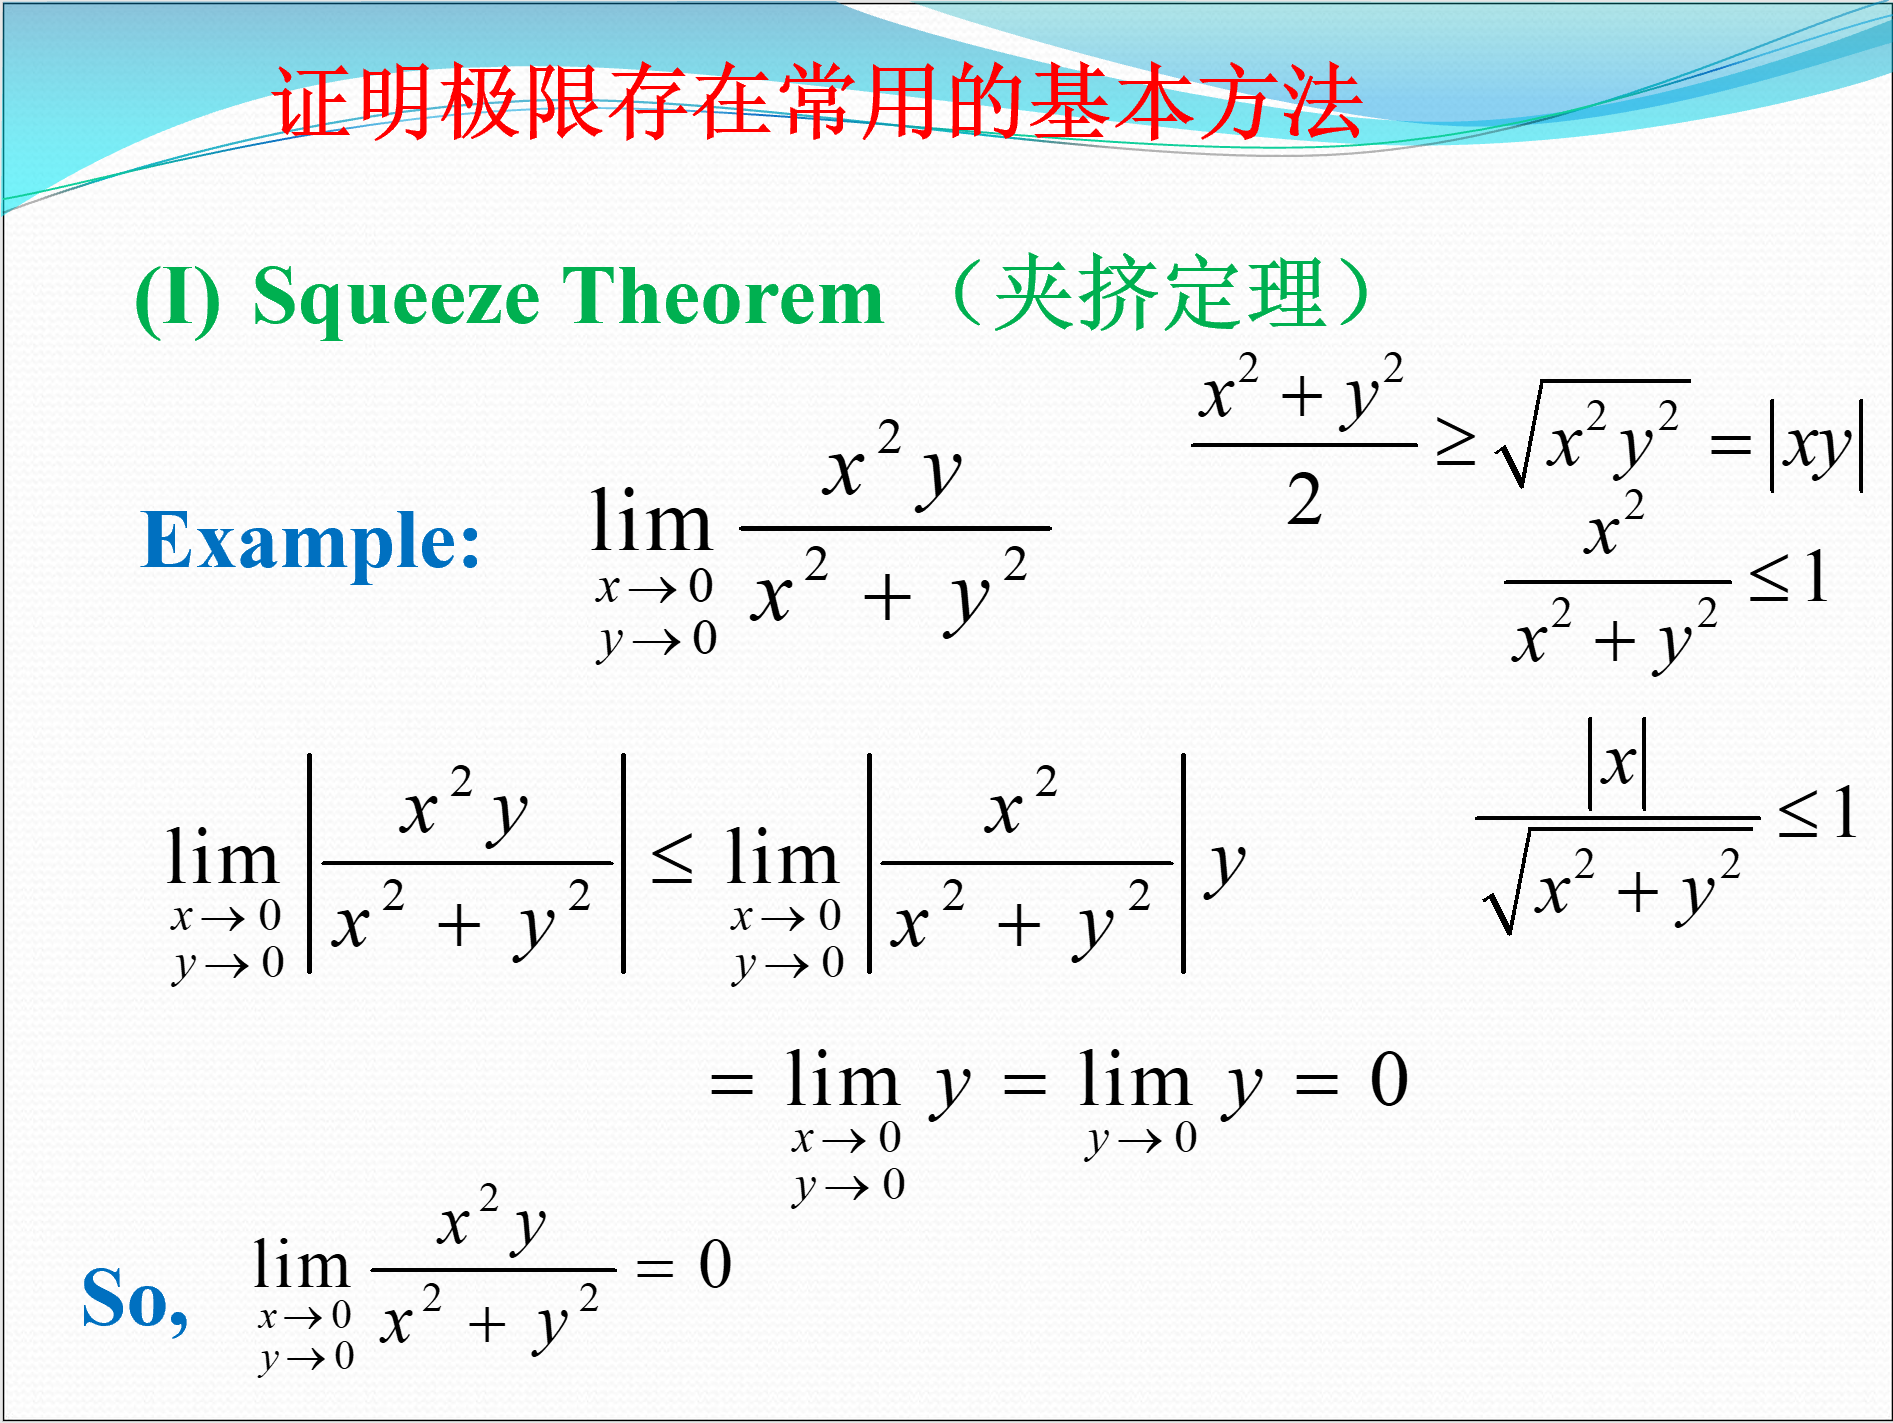 证明极限存在常用的基本方法
(I) Squeeze Theorem （夹挤定理）
$\frac{x^2+y^2}{2} \geq \sqrt{x^2y^2} = |xy|$
Example: $\lim_{\substack{x \to 0 \\ y \to 0}} \frac{x^2 y}{x^2+y^2}$
$\frac{x^2}{x^2+y^2} \leq 1$
$\lim_{\substack{x \to 0 \\ y \to 0}} \left| \frac{x^2 y}{x^2+y^2} \right| \leq \lim_{\substack{x \to 0 \\ y \to 0}} \left| \frac{x^2}{x^2+y^2} \right| y$
$\frac{|x|}{\sqrt{x^2+y^2}} \leq 1$
$= \lim_{\substack{x \to 0 \\ y \to 0}} y = \lim_{y \to 0} y = 0$
So, $\lim_{\substack{x \to 0 \\ y \to 0}} \frac{x^2 y}{x^2+y^2} = 0$